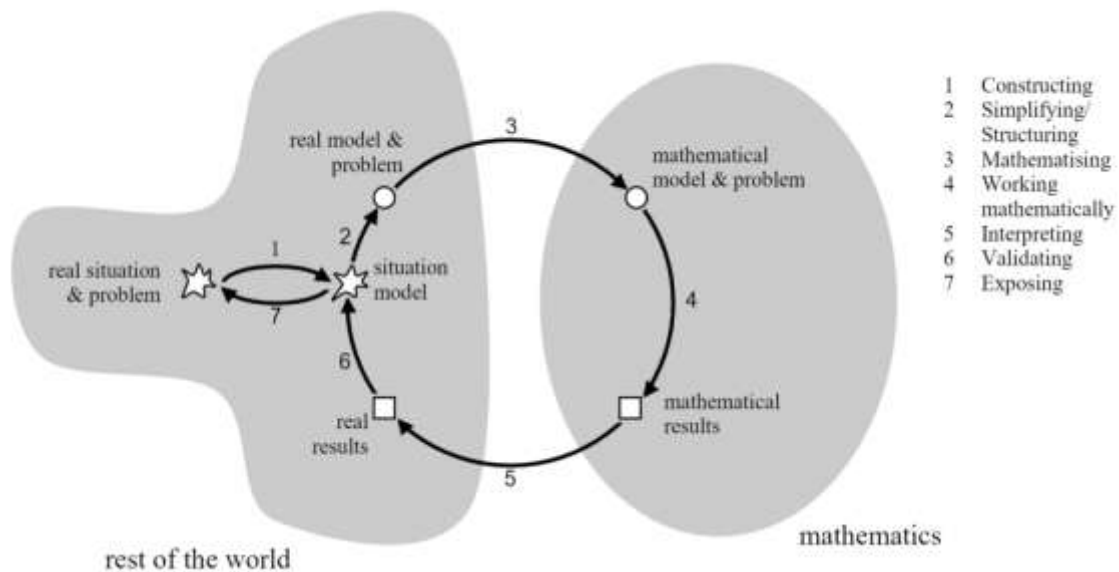 real model &
problem
3
mathematical
model & problem
2
real situation
& problem
1
situation
model
7
4
6
real
results
mathematical
results
5
rest of the world
mathematics
1 Constructing
2 Simplifying/
Structuring
3 Mathematising
4 Working
mathematically
5 Interpreting
6 Validating
7 Exposing